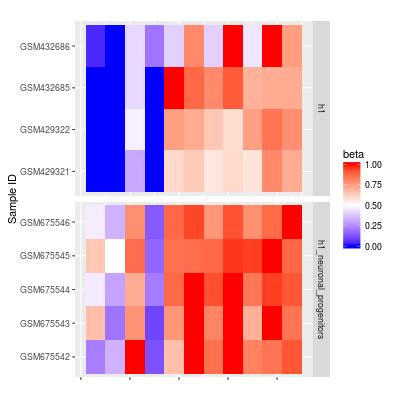 GSM432686
GSM432685
GSM429322
GSM429321
h1
GSM675546
GSM675545
GSM675544
GSM675543
GSM675542
h1_neuronal_progenitors
Sample ID
beta
1.00
0.75
0.50
0.25
0.00